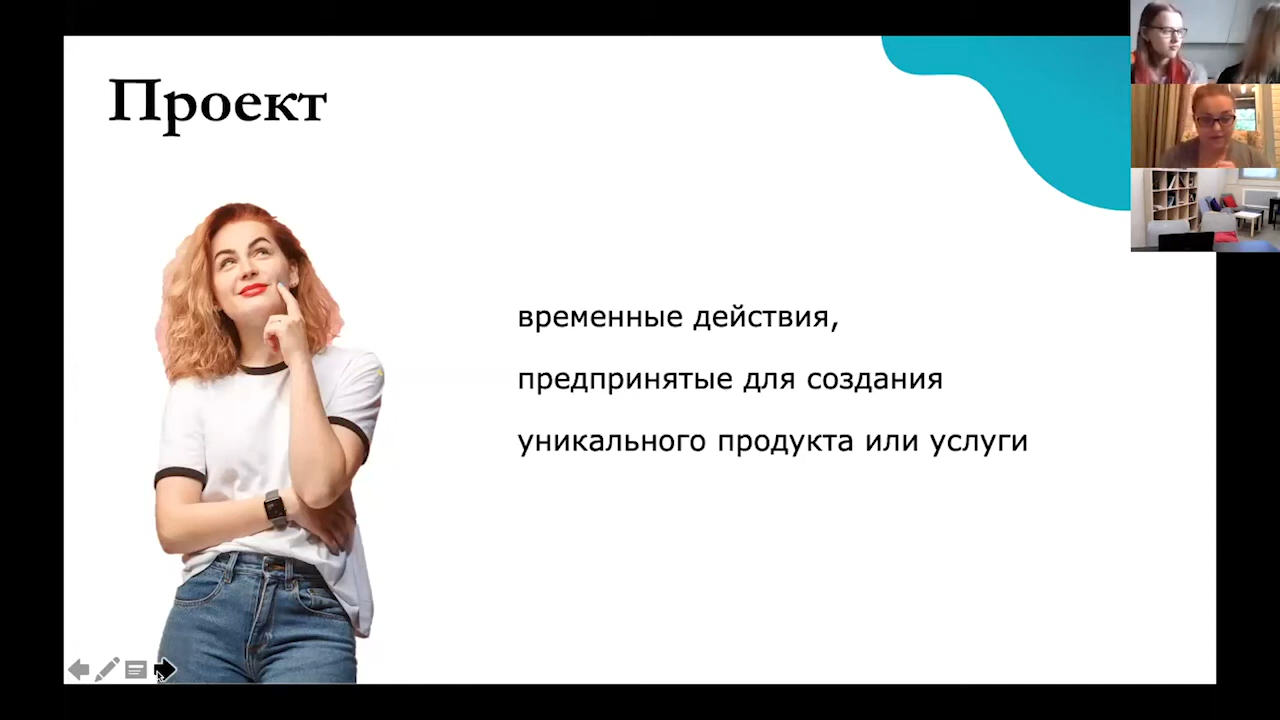 Проект
временные действия,
предпринятые для создания
уникального продукта или услуги